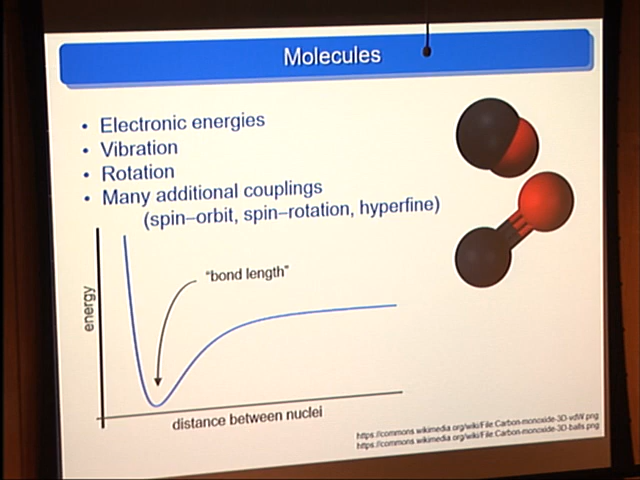 Molecules
• Electronic energies
• Vibration
• Rotation
• Many additional couplings
(spin–orbit, spin–rotation, hyperfine)
"bond length"
energy
distance between nuclei
https://commons.wikimedia.org/wiki/File:Carbon-monoxide-3D-vdW.png
https://commons.wikimedia.org/wiki/File:Carbon-monoxide-3D-balls.png